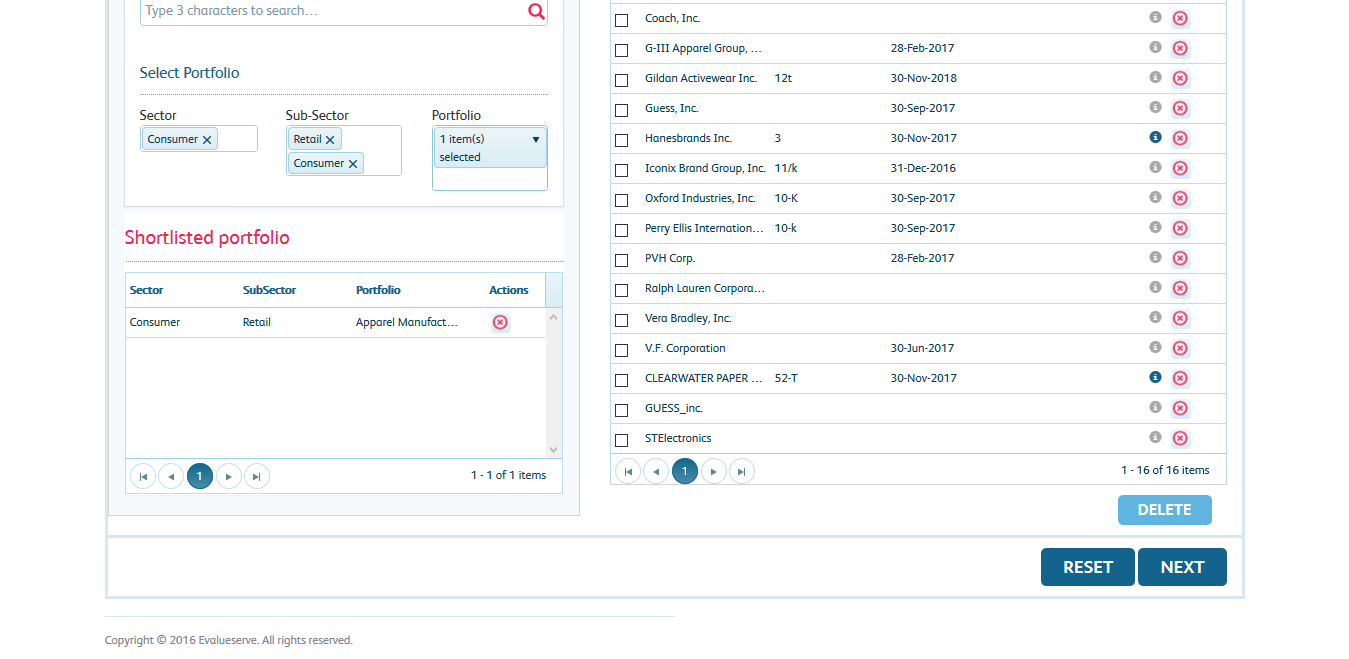 Type 3 characters to search...
Select Portfolio
Sector
Sub-Sector
Portfolio
Consumer
Retail
Consumer
1 item(s)
selected
Shortlisted portfolio
Sector SubSector Portfolio Actions
Consumer Retail Apparel Manufact...
1
1 - 1 of 1 items
Coach, Inc.
G-III Apparel Group, ... 28-Feb-2017
Gildan Activewear Inc. 12t 30-Nov-2018
Guess, Inc. 30-Sep-2017
Hanesbrands Inc. 3 30-Nov-2017
Iconix Brand Group, Inc. 11/k 31-Dec-2016
Oxford Industries, Inc. 10-K 30-Sep-2017
Perry Ellis Internation... 10-k 30-Sep-2017
PVH Corp. 28-Feb-2017
Ralph Lauren Corpora...
Vera Bradley, Inc.
V.F. Corporation 30-Jun-2017
CLEARWATER PAPER ... 52-T 30-Nov-2017
GUESS_inc.
STElectronics
1
1 - 16 of 16 items
DELETE
RESET
NEXT
Copyright © 2016 Evalueserve. All rights reserved.